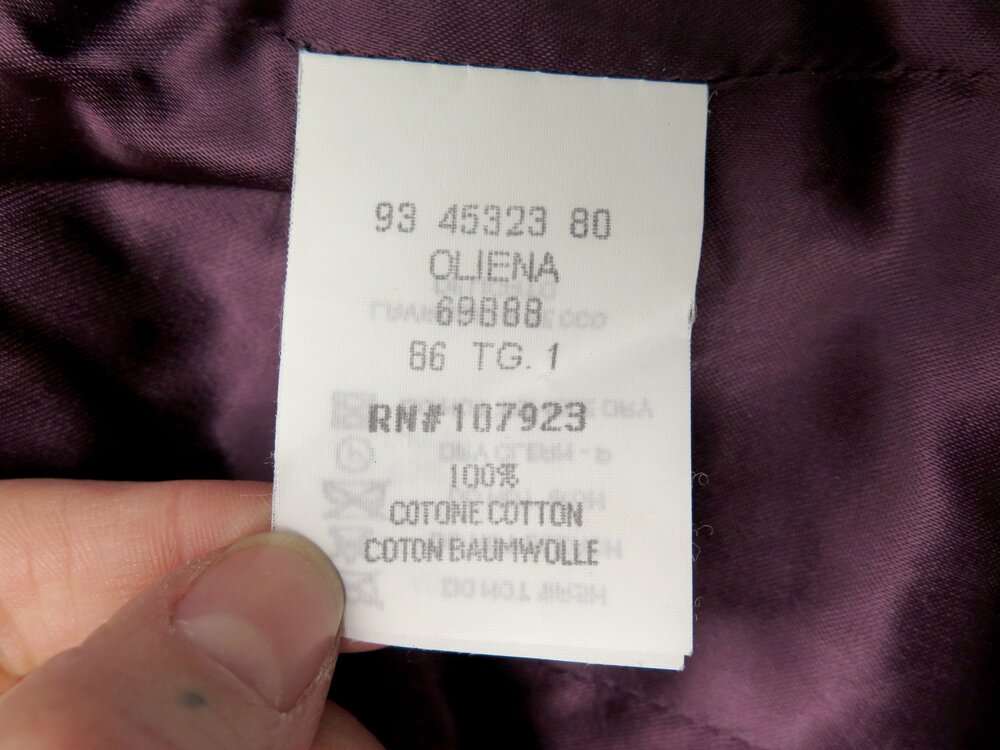 93 45323 80
OLIENA
69888
86 TG. 1
RN#107923
100%
COTONE COTTON
COTON BAUMWOLLE